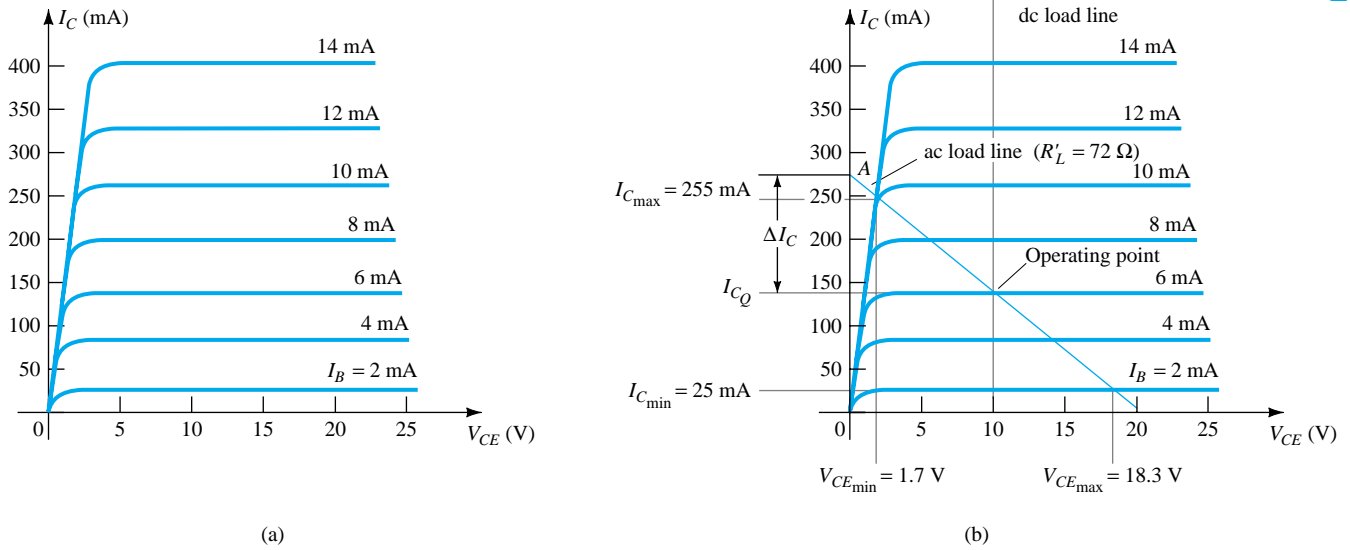 I_C (mA)
14 mA
400
350
12 mA
300
10 mA
250
8 mA
200
150
6 mA
100
4 mA
50
I_B = 2 mA
0
5
10
15
20
25
V_CE (V)
(a)
I_C (mA)
dc load line
14 mA
400
350
12 mA
300
ac load line (R'_L = 72 Ω)
A
10 mA
I_Cmax = 255 mA
250
8 mA
200
ΔI_C
Operating point
150
6 mA
I_CQ
100
4 mA
50
I_B = 2 mA
I_Cmin = 25 mA
0
5
10
15
20
25
V_CE (V)
V_CEmin = 1.7 V
V_CEmax = 18.3 V
(b)